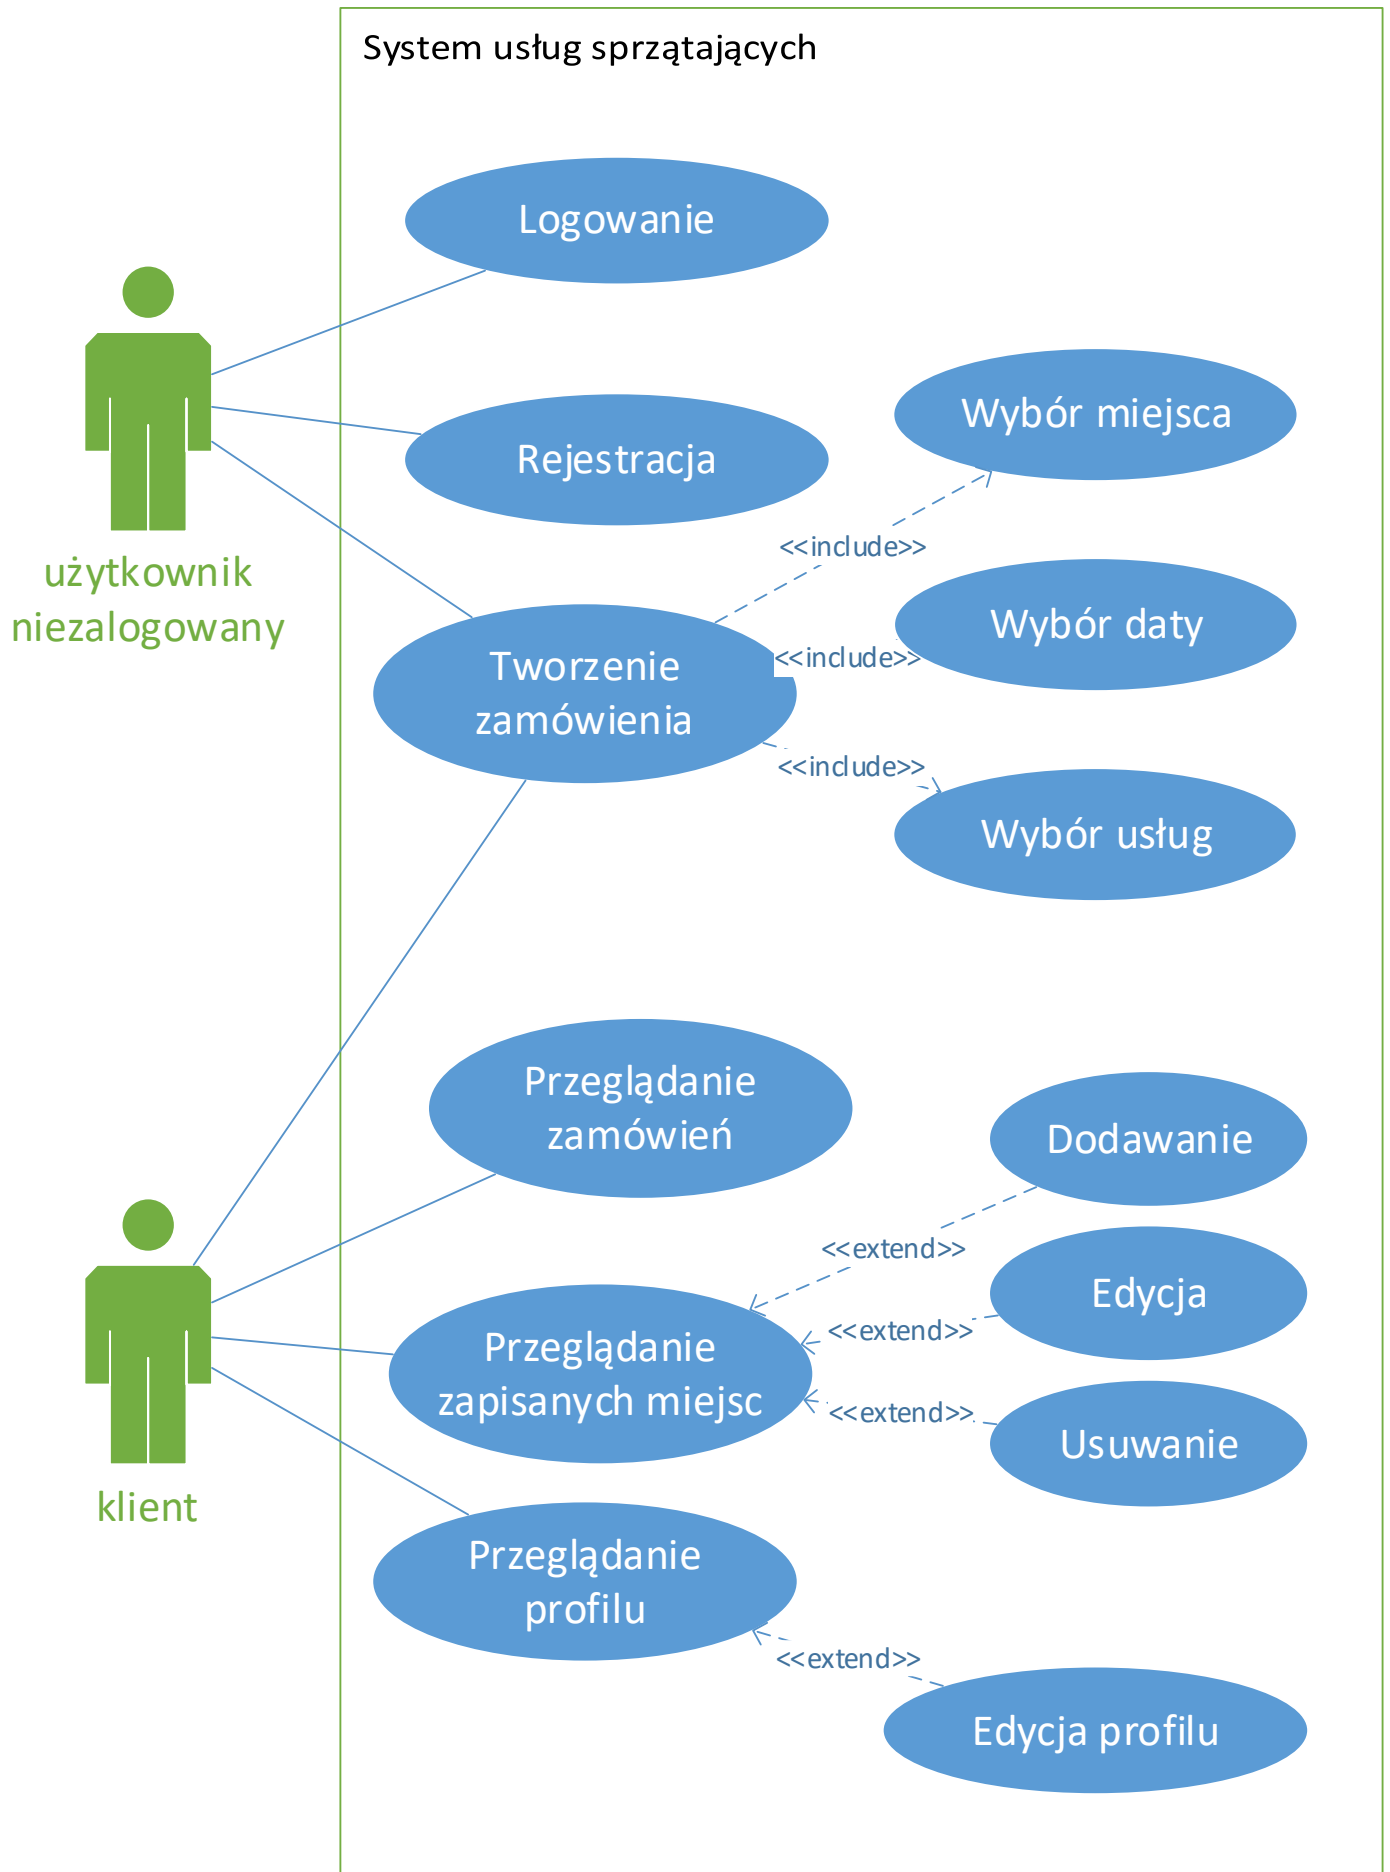 System usług sprzątających
Logowanie
Rejestracja
Wybór miejsca
<<include>>
użytkownik
niezalogowany
Tworzenie
zamówienia
<<include>>
Wybór daty
<<include>>
Wybór usług
Przeglądanie
zamówień
Dodawanie
<<extend>>
Edycja
<<extend>>
Przeglądanie
zapisanych miejsc
<<extend>>
Usuwanie
klient
Przeglądanie
profilu
<<extend>>
Edycja profilu